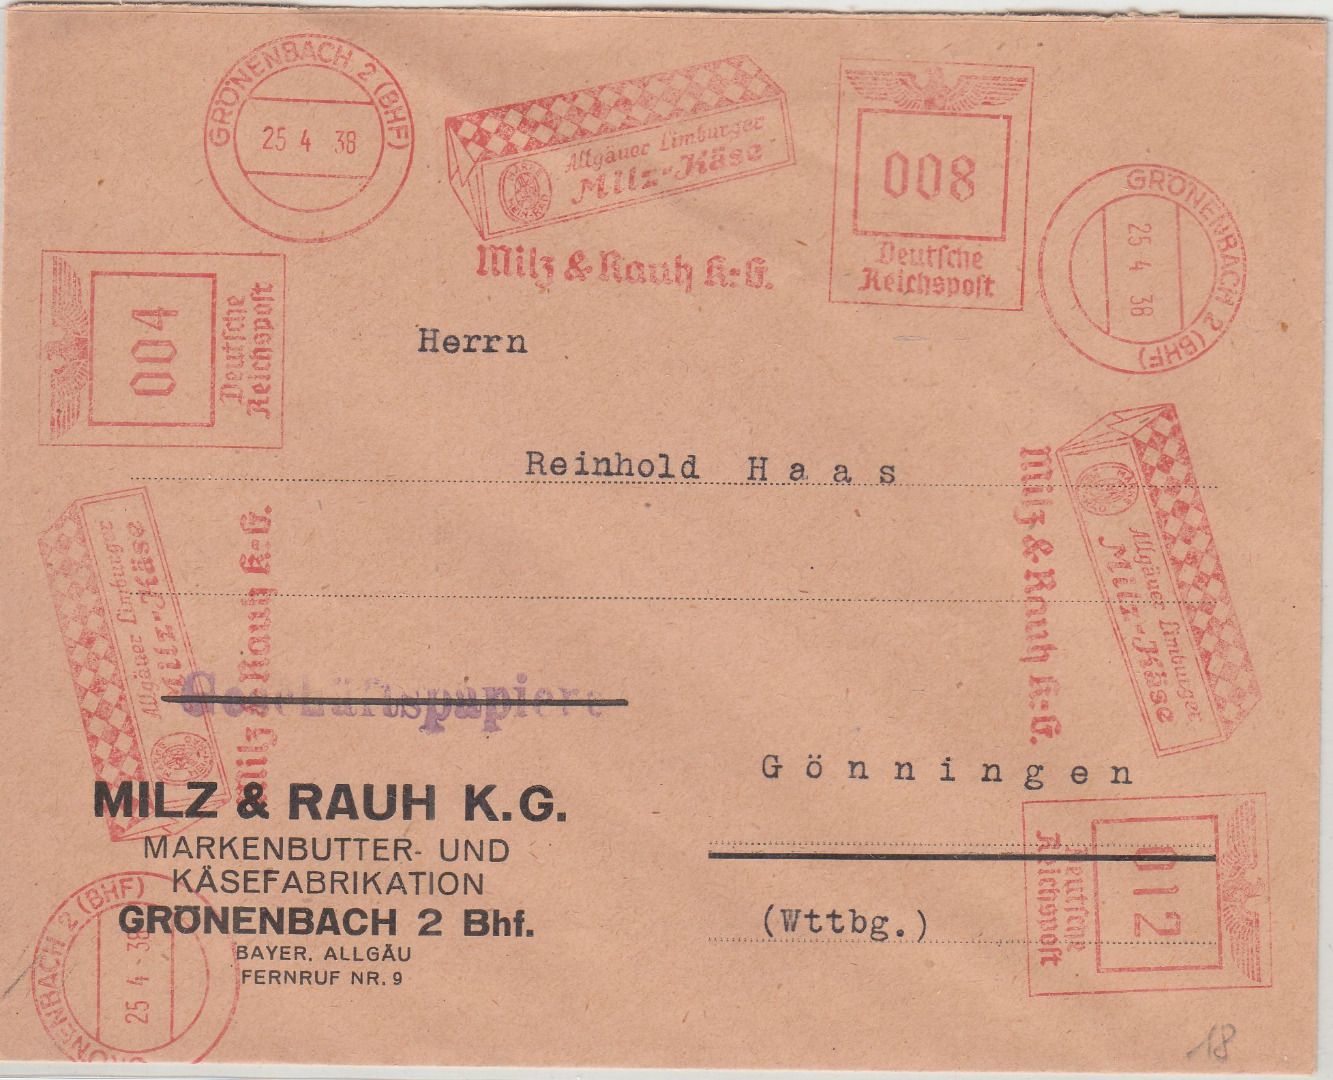 GRÖNENBACH 2 (BHF)
25 4 38
Allgäuer Limburger
Milz-Käse
Milz & Rauh K.-G.
008
Deutsche
Reichspost
GRÖNENBACH 2 (BHF)
25 4 38
004
Deutsche
Reichspost
Herrn
Reinhold H a a s
Allgäuer Limburger
Milz-Käse
Milz & Rauh K.-G.
Allgäuer Limburger
Milz-Käse
Milz & Rauh K.-G.
Geschäftspapiere
G ö n n i n g e n
(Wttbg.)
012
Deutsche
Reichspost
MILZ & RAUH K.G.
MARKENBUTTER- UND
KÄSEFABRIKATION
GRÖNENBACH 2 Bhf.
BAYER. ALLGÄU
FERNRUF NR. 9
GRÖNENBACH 2 (BHF)
25 4 38
18